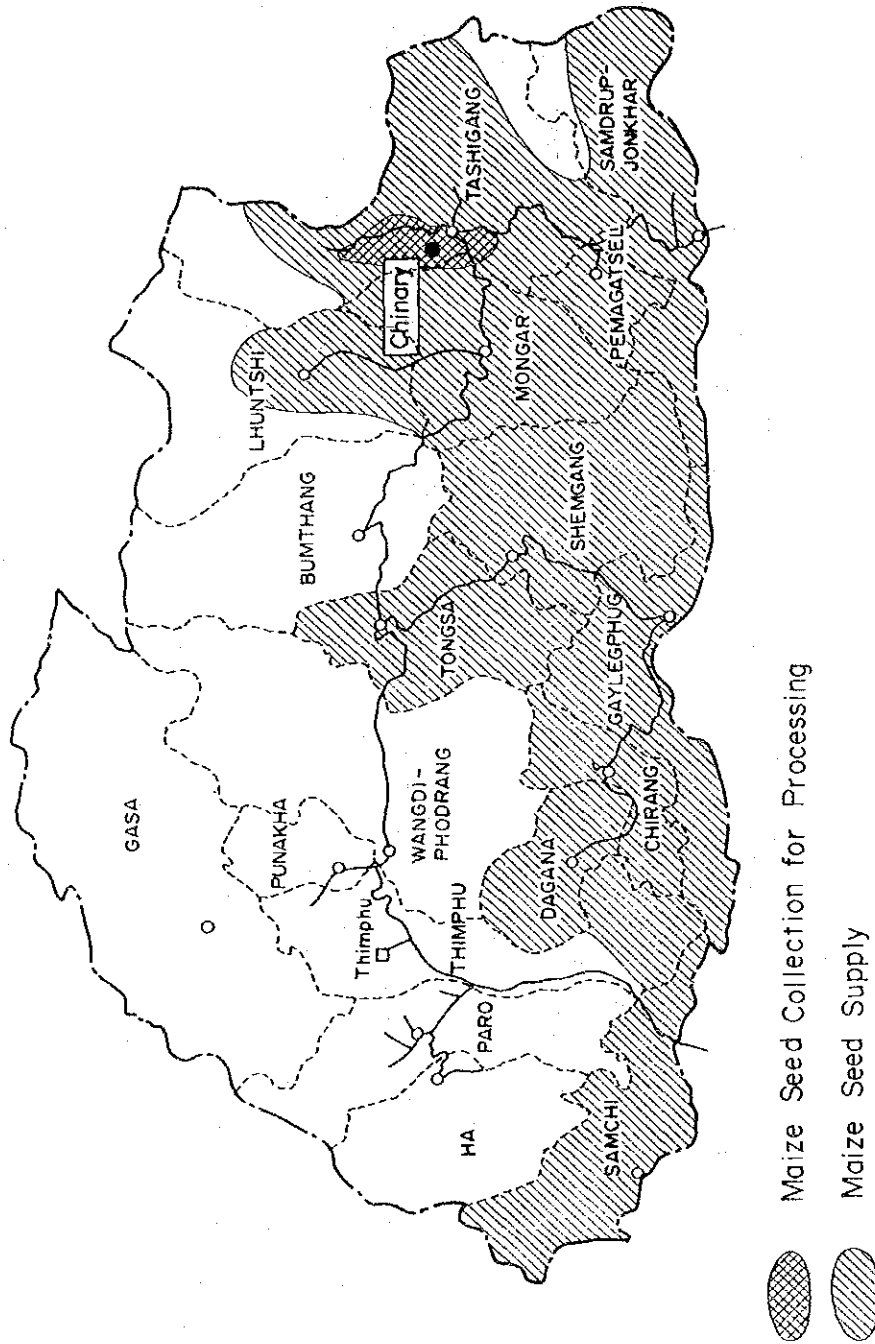 GASA
PUNAKHA
Thimphu
THIMPHU
WANGDI-
PHODRANG
PARO
HA
SAMCHI
DAGANA
CHIRANG
GAYLEGPHUG
TONGSA
BUMTHANG
SHEMGANG
LHUNTSHI
Chinary
MONGAR
TASHIGANG
PEMAGATSEL
SAMDRUP-
JONKHAR
Maize Seed Collection for Processing
Maize Seed Supply